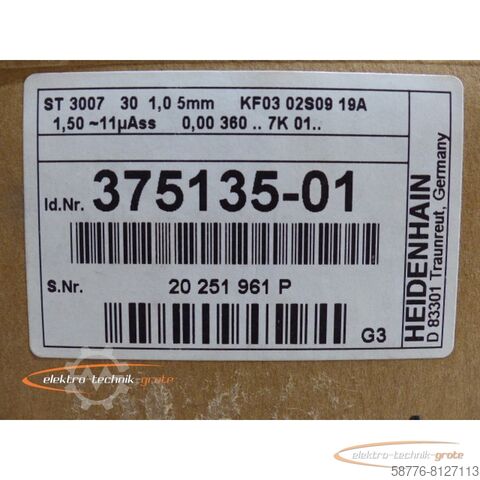 ST 3007 30 1,0 5mm KF03 02S09 19A
1,50 ~11µAss 0,00 360 .. 7K 01..
Id.Nr. 375135-01
S.Nr. 20 251 961 P
G3
HEIDENHAIN
D 83301 Traunreut, Germany
elektro-technik-grote
elektro-technik-grote
58776-8127113